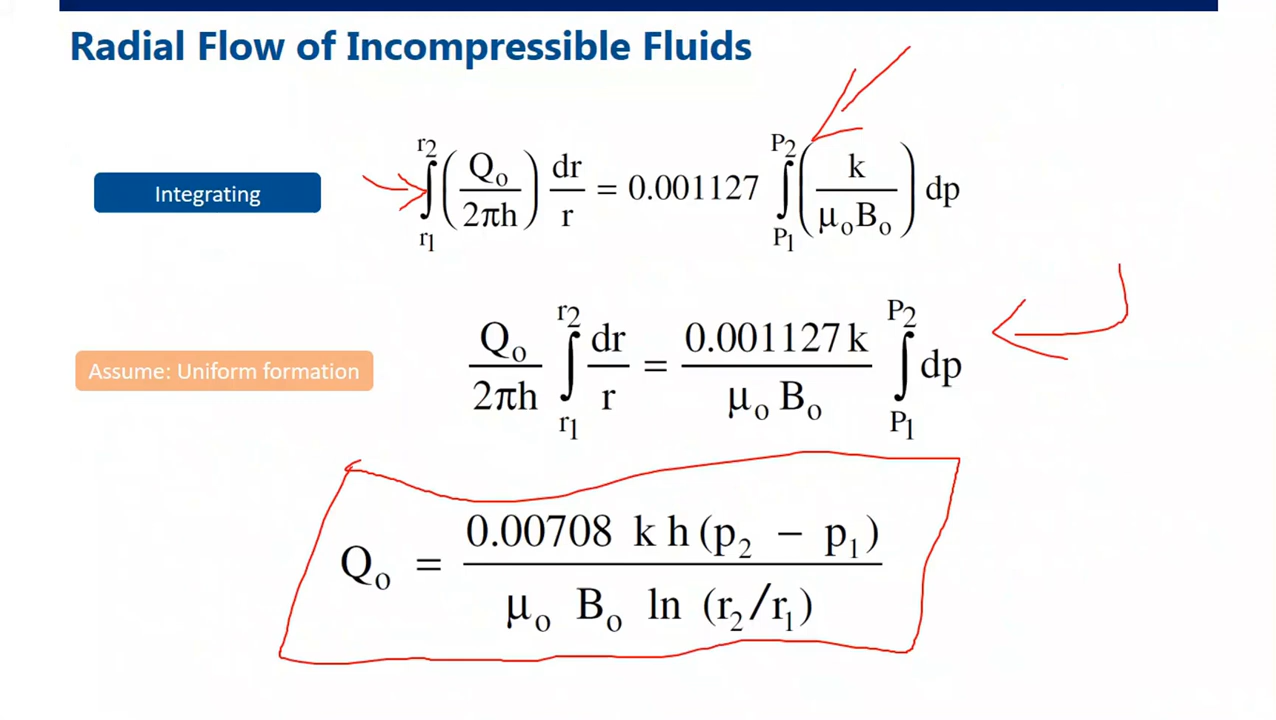 Radial Flow of Incompressible Fluids
Integrating
∫_{r₁}^{r₂} (Qₒ / 2πh) dr/r = 0.001127 ∫_{P₁}^{P₂} (k / μₒBₒ) dp
Assume: Uniform formation
Qₒ / 2πh ∫_{r₁}^{r₂} dr/r = 0.001127 k / μₒ Bₒ ∫_{P₁}^{P₂} dp
Qₒ = 0.00708 k h (p₂ − p₁) / μₒ Bₒ ln (r₂/r₁)